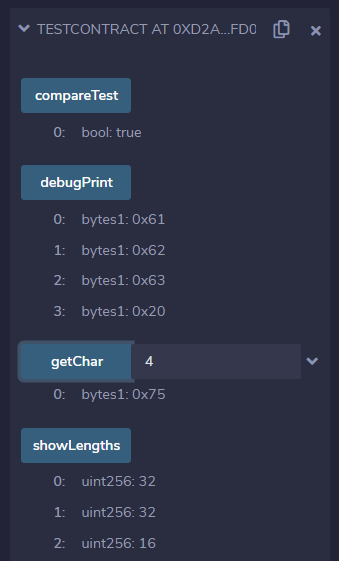 TESTCONTRACT AT 0XD2A...FD0
compareTest
0: bool: true
debugPrint
0: bytes1: 0x61
1: bytes1: 0x62
2: bytes1: 0x63
3: bytes1: 0x20
getChar 4
0: bytes1: 0x75
showLengths
0: uint256: 32
1: uint256: 32
2: uint256: 16